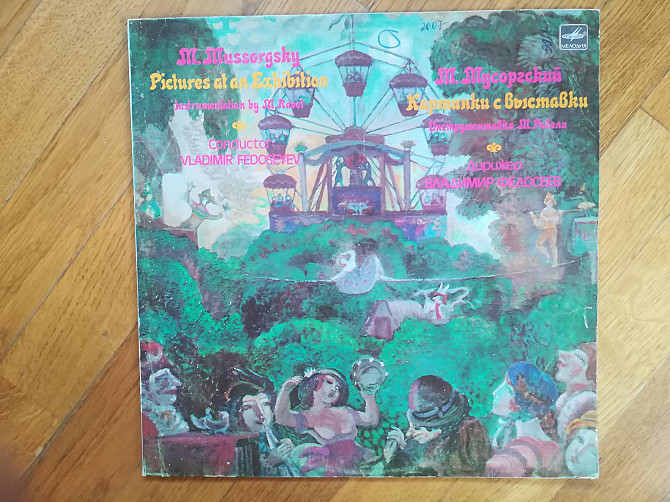 M. Mussorgsky
Pictures at an Exhibition
Instrumentation by M. Ravel
Conductor
VLADIMIR FEDOSEYEV
2007
МЕЛОДИЯ
М. Мусоргский
Картинки с выставки
Инструментовка М. Равеля
Дирижер
ВЛАДИМИР ФЕДОСЕЕВ